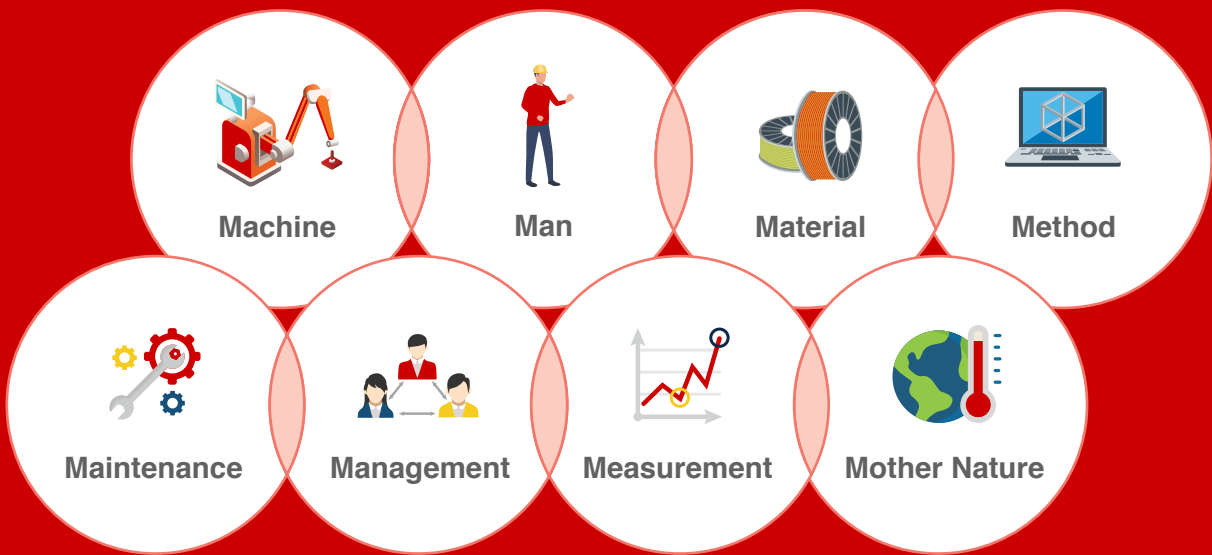 Machine
Man
Material
Method
Maintenance
Management
Measurement
Mother Nature